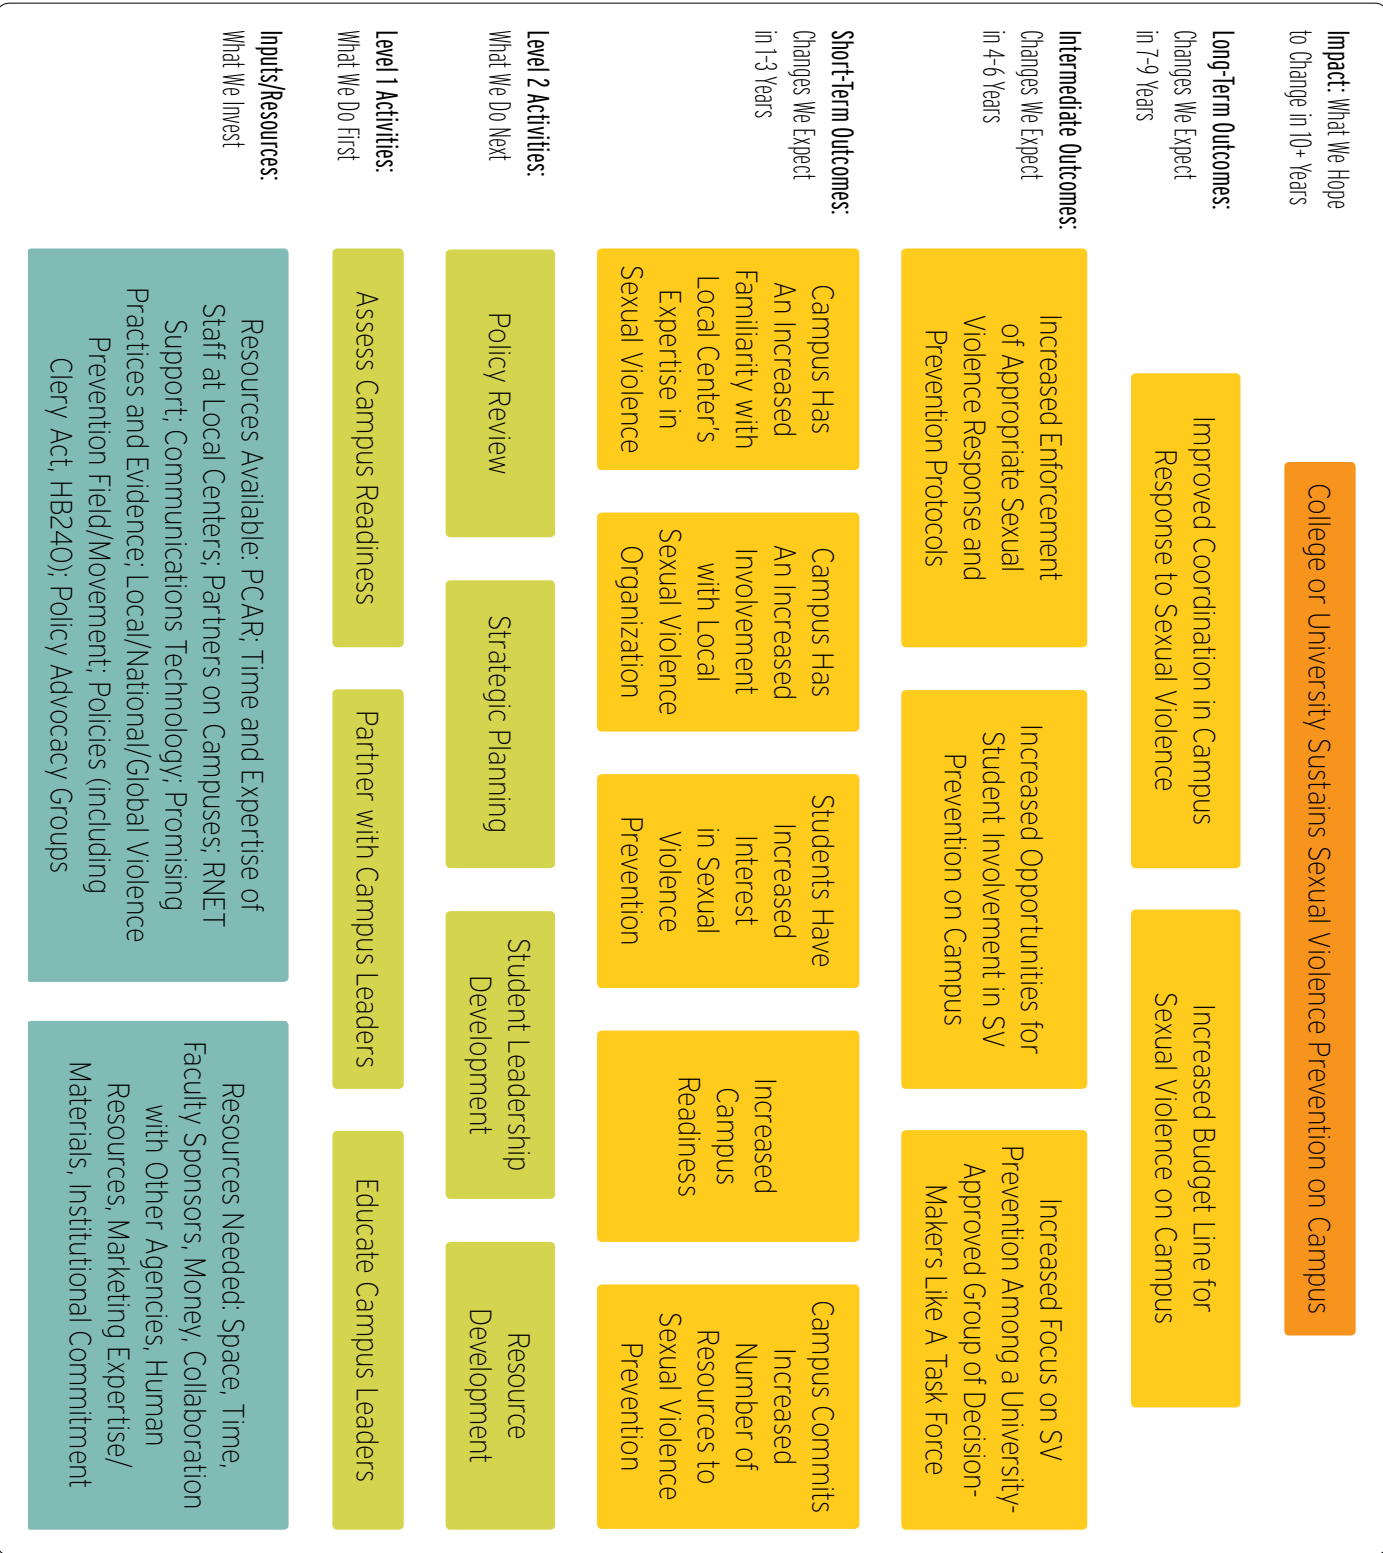 Impact: What We Hope
to Change in 10+ Years
College or University Sustains Sexual Violence Prevention on Campus
Long-Term Outcomes:
Changes We Expect
in 7-9 Years
Improved Coordination in Campus
Response to Sexual Violence
Increased Budget Line for
Sexual Violence on Campus
Intermediate Outcomes:
Changes We Expect
in 4-6 Years
Increased Enforcement
of Appropriate Sexual
Violence Response and
Prevention Protocols
Increased Opportunities for
Student Involvement in SV
Prevention on Campus
Increased Focus on SV
Prevention Among a University-
Approved Group of Decision-
Makers Like A Task Force
Short-Term Outcomes:
Changes We Expect
in 1-3 Years
Campus Has
An Increased
Familiarity with
Local Center's
Expertise in
Sexual Violence
Campus Has
An Increased
Involvement
with Local
Sexual Violence
Organization
Students Have
Increased
Interest
in Sexual
Violence
Prevention
Increased
Campus
Readiness
Campus Commits
Increased
Number of
Resources to
Sexual Violence
Prevention
Level 2 Activities:
What We Do Next
Policy Review
Strategic Planning
Student Leadership
Development
Resource
Development
Level 1 Activities:
What We Do First
Assess Campus Readiness
Partner with Campus Leaders
Educate Campus Leaders
Inputs/Resources:
What We Invest
Resources Available: PCAR; Time and Expertise of
Staff at Local Centers; Partners on Campuses; RNET
Support; Communications Technology; Promising
Practices and Evidence; Local/National/Global Violence
Prevention Field/Movement; Policies (including
Clery Act, HB240); Policy Advocacy Groups
Resources Needed: Space, Time,
Faculty Sponsors, Money, Collaboration
with Other Agencies, Human
Resources, Marketing Expertise/
Materials, Institutional Commitment